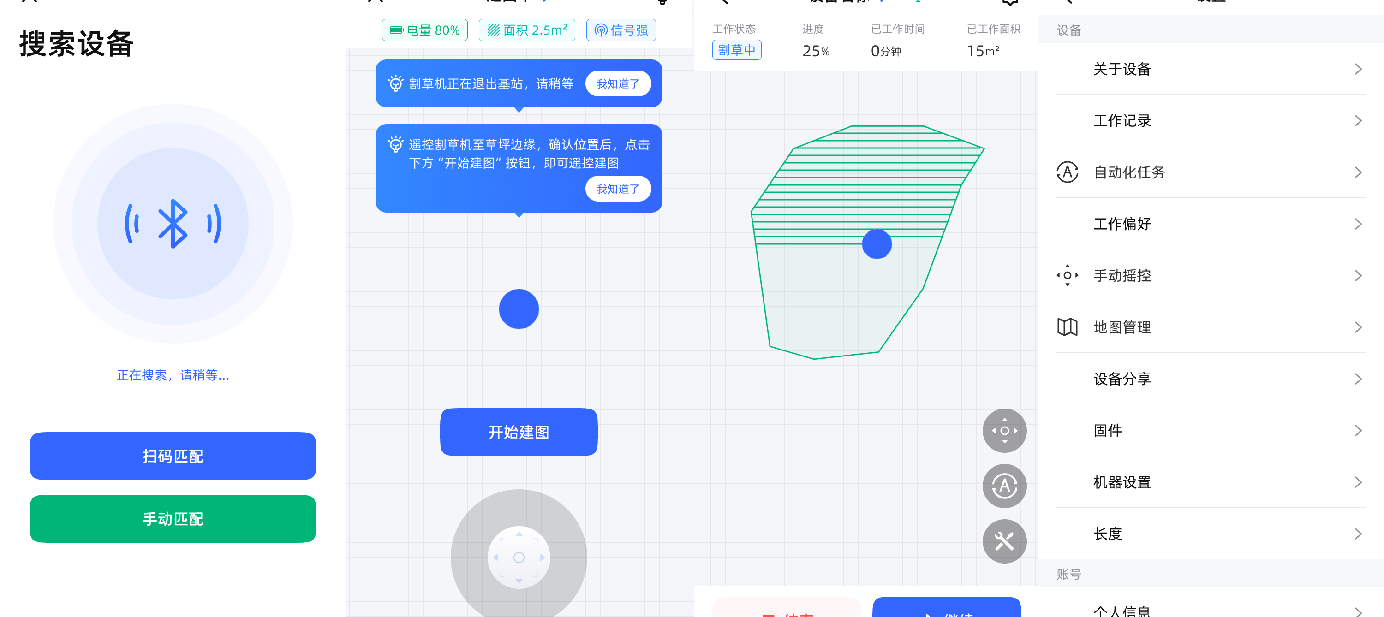 搜索设备
正在搜索，请稍等...
扫码匹配
手动匹配
电量 80%
面积 2.5m²
信号强
割草机正在退出基站，请稍等
我知道了
遥控割草机至草坪边缘，确认位置后，点击
下方“开始建图”按钮，即可遥控建图
我知道了
开始建图
工作状态
进度
已工作时间
已工作面积
割草中
25%
0分钟
15m²
设备
关于设备
工作记录
自动化任务
工作偏好
手动摇控
地图管理
设备分享
固件
机器设置
长度
账号
个人信息